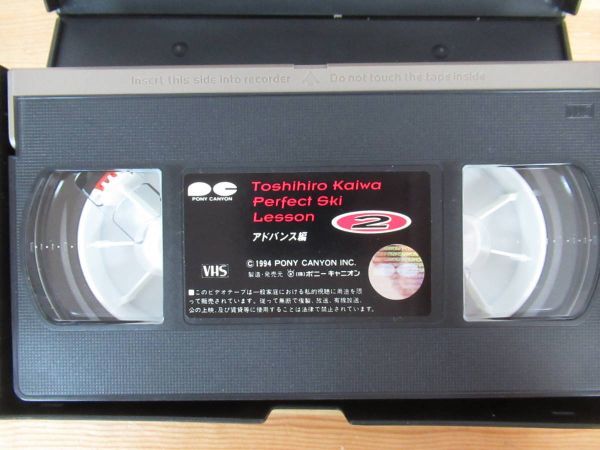 Insert this side into recorder Do not touch the tape inside
PONY CANYON
Toshihiro Kaiwa
Perfect Ski
Lesson 2
アドバンス編
©1994 PONY CANYON INC.
VHS 製造・発売元 (株)ポニーキャニオン
■このビデオテープは一般家庭における私的視聴に用途を限
って販売されています。従って無断で複製、放送、有線放送、
公の上映、及び賃貸等に使用することは法律で禁止されています。